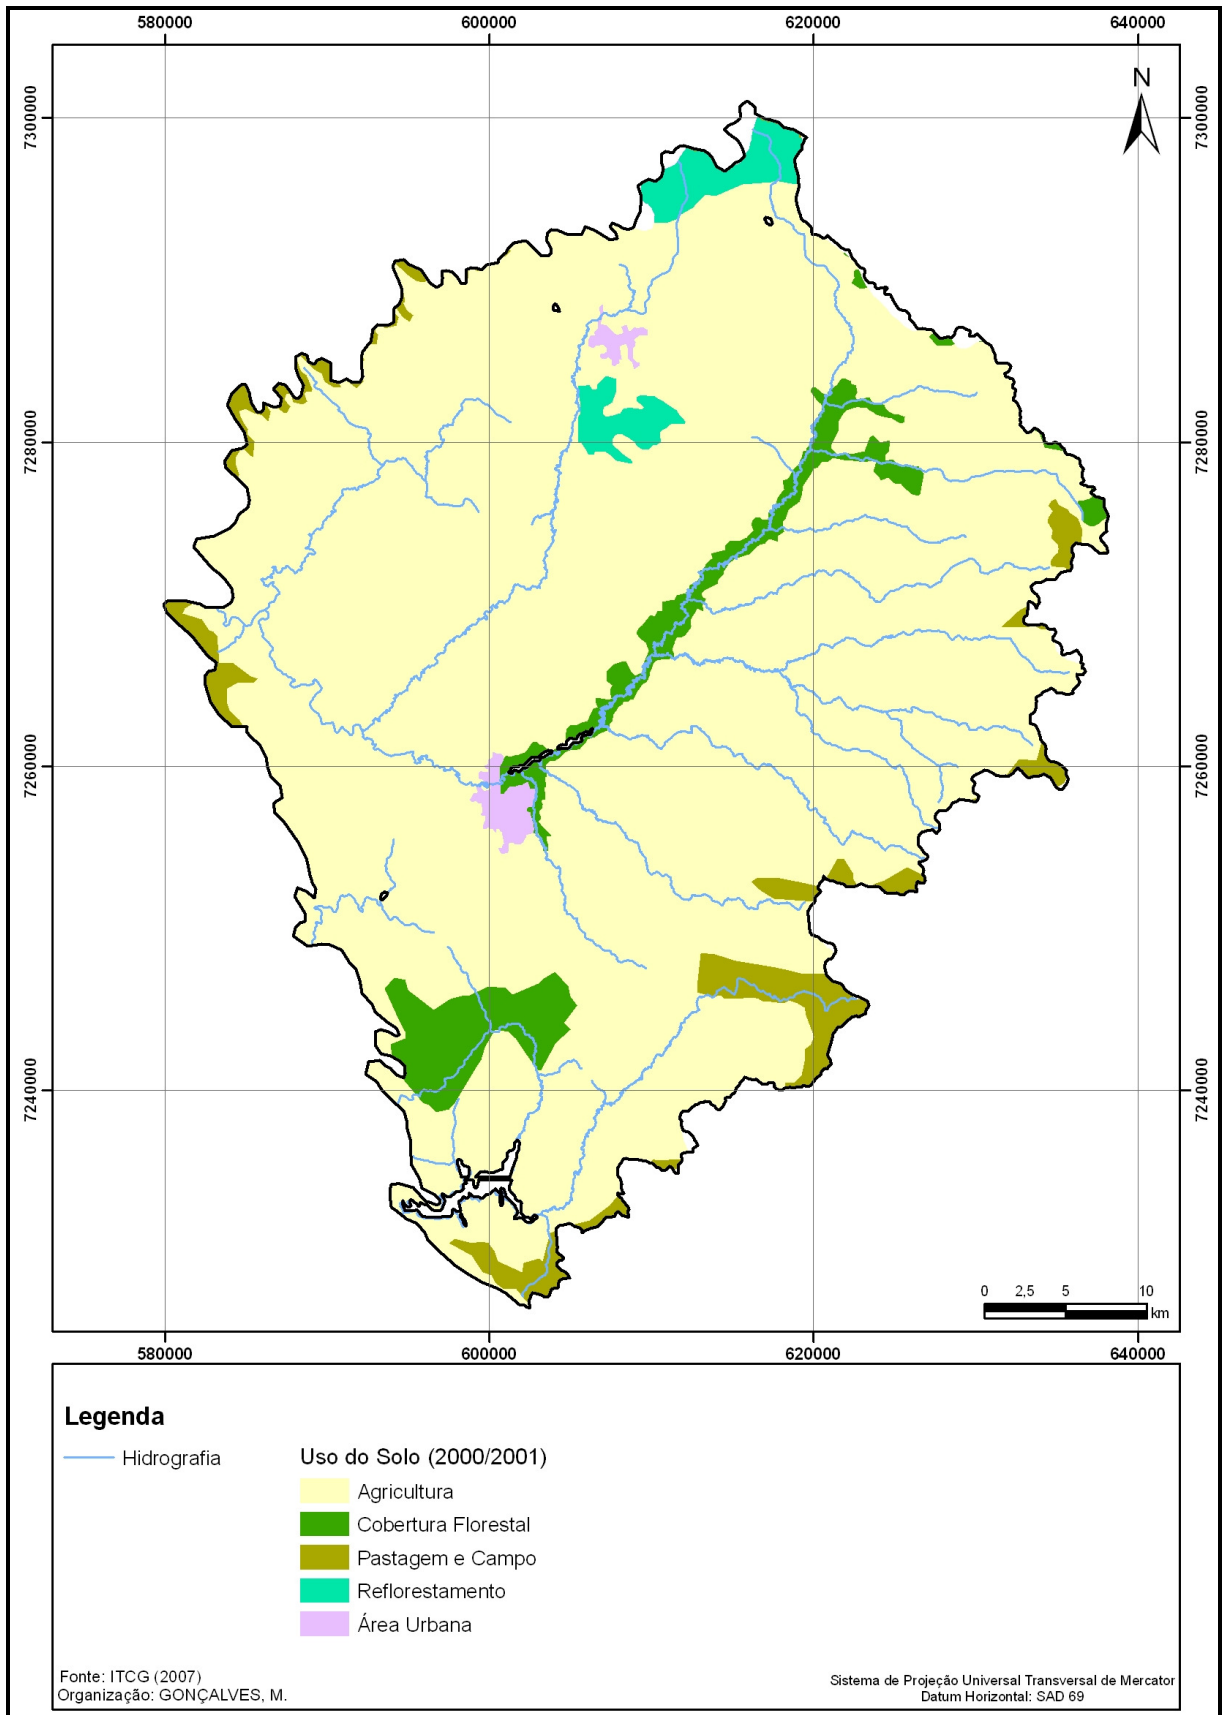 580000 600000 620000 640000
N
7300000 7300000
7280000 7280000
7260000 7260000
7240000 7240000
0 2,5 5 10
km
580000 600000 620000 640000
Legenda
Hidrografia
Uso do Solo (2000/2001)
Agricultura
Cobertura Florestal
Pastagem e Campo
Reflorestamento
Área Urbana
Fonte: ITCG (2007)
Organização: GONÇALVES, M.
Sistema de Projeção Universal Transversal de Mercator
Datum Horizontal: SAD 69